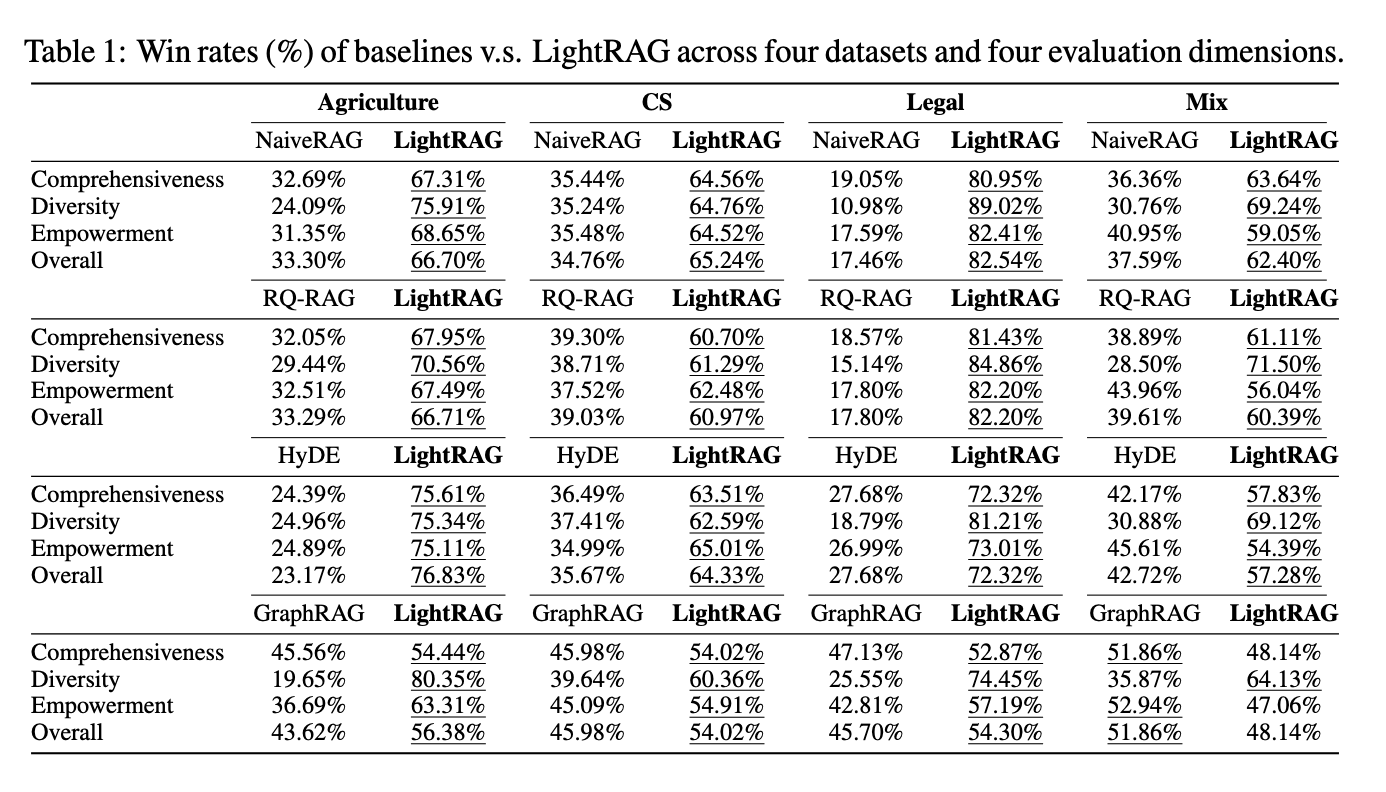 Table 1: Win rates (%) of baselines v.s. LightRAG across four datasets and four evaluation dimensions.
Agriculture CS Legal Mix
NaiveRAG LightRAG NaiveRAG LightRAG NaiveRAG LightRAG NaiveRAG LightRAG
Comprehensiveness 32.69% 67.31% 35.44% 64.56% 19.05% 80.95% 36.36% 63.64%
Diversity 24.09% 75.91% 35.24% 64.76% 10.98% 89.02% 30.76% 69.24%
Empowerment 31.35% 68.65% 35.48% 64.52% 17.59% 82.41% 40.95% 59.05%
Overall 33.30% 66.70% 34.76% 65.24% 17.46% 82.54% 37.59% 62.40%
RQ-RAG LightRAG RQ-RAG LightRAG RQ-RAG LightRAG RQ-RAG LightRAG
Comprehensiveness 32.05% 67.95% 39.30% 60.70% 18.57% 81.43% 38.89% 61.11%
Diversity 29.44% 70.56% 38.71% 61.29% 15.14% 84.86% 28.50% 71.50%
Empowerment 32.51% 67.49% 37.52% 62.48% 17.80% 82.20% 43.96% 56.04%
Overall 33.29% 66.71% 39.03% 60.97% 17.80% 82.20% 39.61% 60.39%
HyDE LightRAG HyDE LightRAG HyDE LightRAG HyDE LightRAG
Comprehensiveness 24.39% 75.61% 36.49% 63.51% 27.68% 72.32% 42.17% 57.83%
Diversity 24.96% 75.34% 37.41% 62.59% 18.79% 81.21% 30.88% 69.12%
Empowerment 24.89% 75.11% 34.99% 65.01% 26.99% 73.01% 45.61% 54.39%
Overall 23.17% 76.83% 35.67% 64.33% 27.68% 72.32% 42.72% 57.28%
GraphRAG LightRAG GraphRAG LightRAG GraphRAG LightRAG GraphRAG LightRAG
Comprehensiveness 45.56% 54.44% 45.98% 54.02% 47.13% 52.87% 51.86% 48.14%
Diversity 19.65% 80.35% 39.64% 60.36% 25.55% 74.45% 35.87% 64.13%
Empowerment 36.69% 63.31% 45.09% 54.91% 42.81% 57.19% 52.94% 47.06%
Overall 43.62% 56.38% 45.98% 54.02% 45.70% 54.30% 51.86% 48.14%